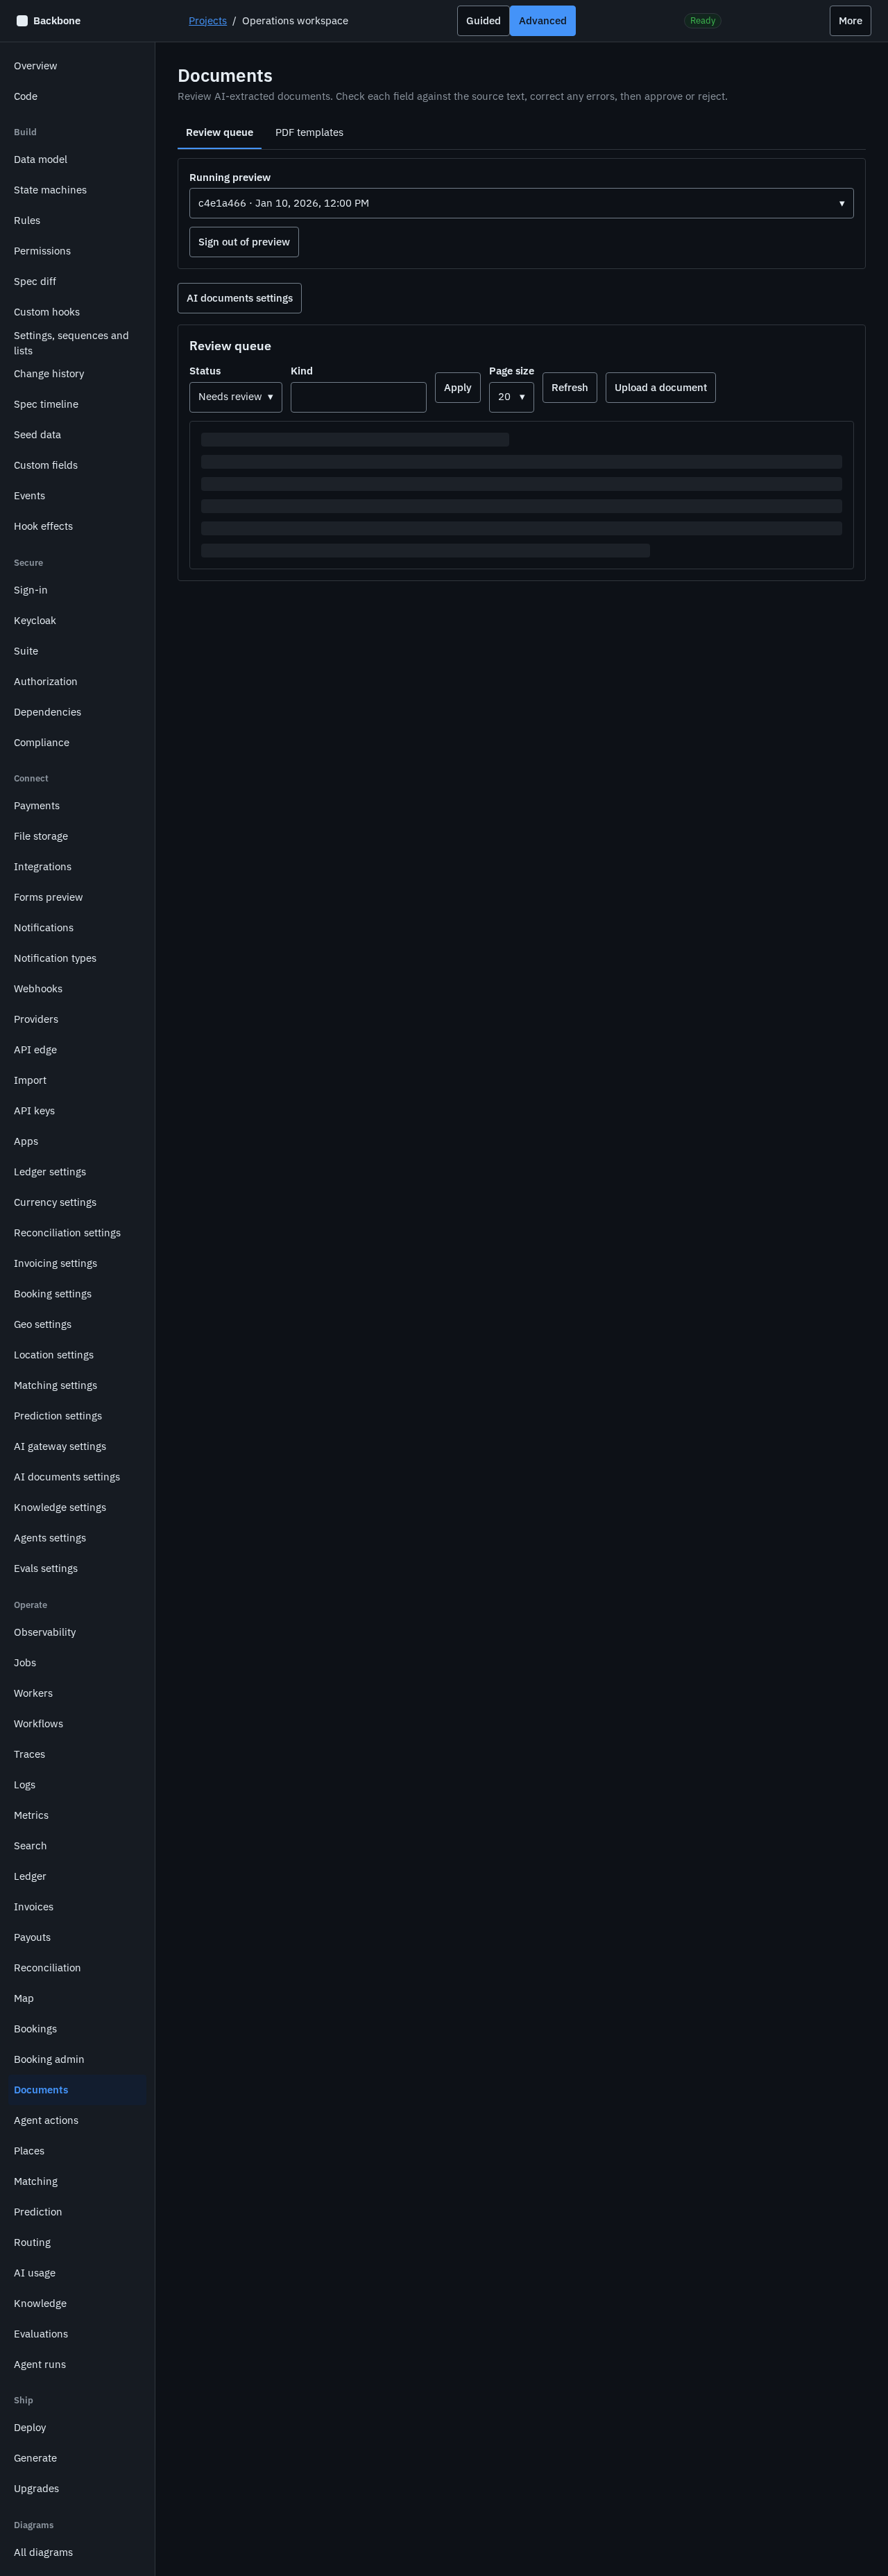 Backbone
Projects / Operations workspace
Guided
Advanced
Ready
More
Overview
Code
Build
Data model
State machines
Rules
Permissions
Spec diff
Custom hooks
Settings, sequences and
lists
Change history
Spec timeline
Seed data
Custom fields
Events
Hook effects
Secure
Sign-in
Keycloak
Suite
Authorization
Dependencies
Compliance
Connect
Payments
File storage
Integrations
Forms preview
Notifications
Notification types
Webhooks
Providers
API edge
Import
API keys
Apps
Ledger settings
Currency settings
Reconciliation settings
Invoicing settings
Booking settings
Geo settings
Location settings
Matching settings
Prediction settings
AI gateway settings
AI documents settings
Knowledge settings
Agents settings
Evals settings
Operate
Observability
Jobs
Workers
Workflows
Traces
Logs
Metrics
Search
Ledger
Invoices
Payouts
Reconciliation
Map
Bookings
Booking admin
Documents
Agent actions
Places
Matching
Prediction
Routing
AI usage
Knowledge
Evaluations
Agent runs
Ship
Deploy
Generate
Upgrades
Diagrams
All diagrams
Documents
Review AI-extracted documents. Check each field against the source text, correct any errors, then approve or reject.
Review queue
PDF templates
Running preview
c4e1a466 · Jan 10, 2026, 12:00 PM
Sign out of preview
AI documents settings
Review queue
Status
Needs review
Kind
Apply
Page size
20
Refresh
Upload a document